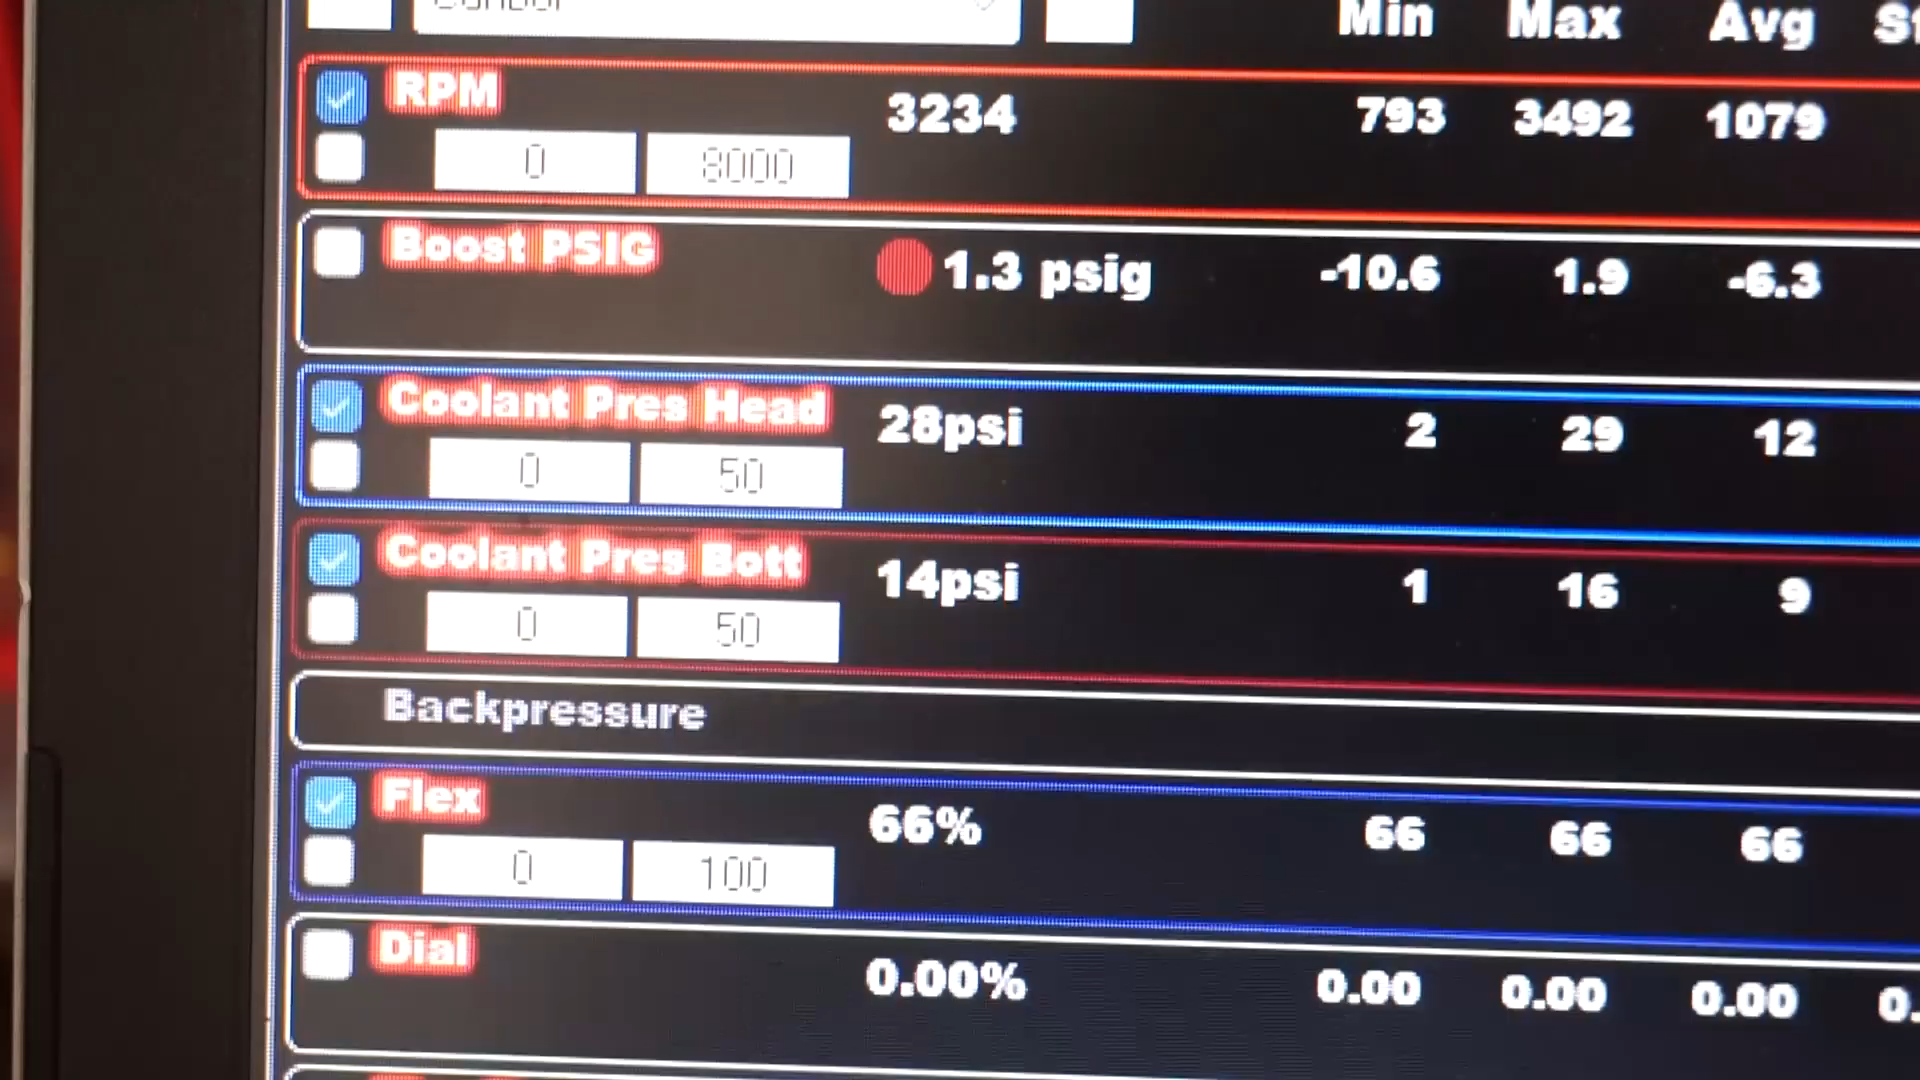 Min Max Avg
RPM 3234 793 3492 1079
0 8000
Boost PSIG 1.3 psig -10.6 1.9 -6.3
Coolant Pres Head 28psi 2 29 12
0 50
Coolant Pres Bott 14psi 1 16 9
0 50
Backpressure
Flex 66% 66 66 66
0 100
Dial 0.00% 0.00 0.00 0.00